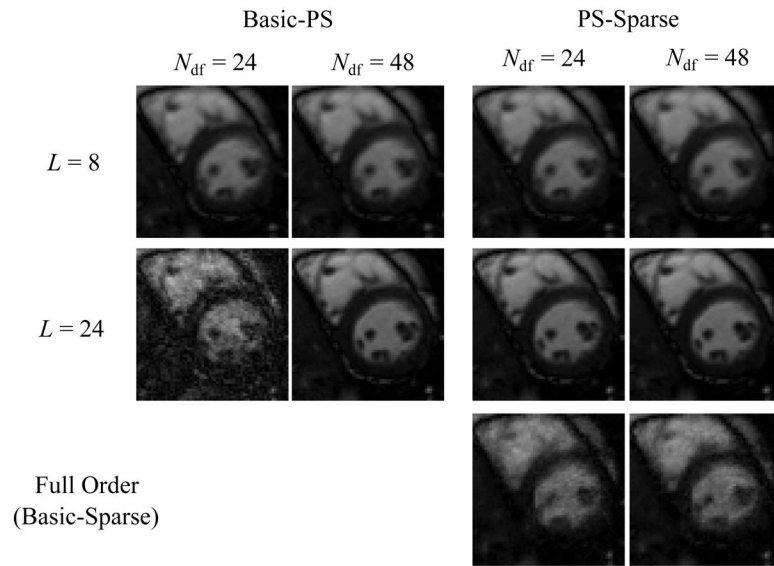 Basic-PS PS-Sparse
N_df = 24 N_df = 48 N_df = 24 N_df = 48
L = 8
L = 24
Full Order
(Basic-Sparse)